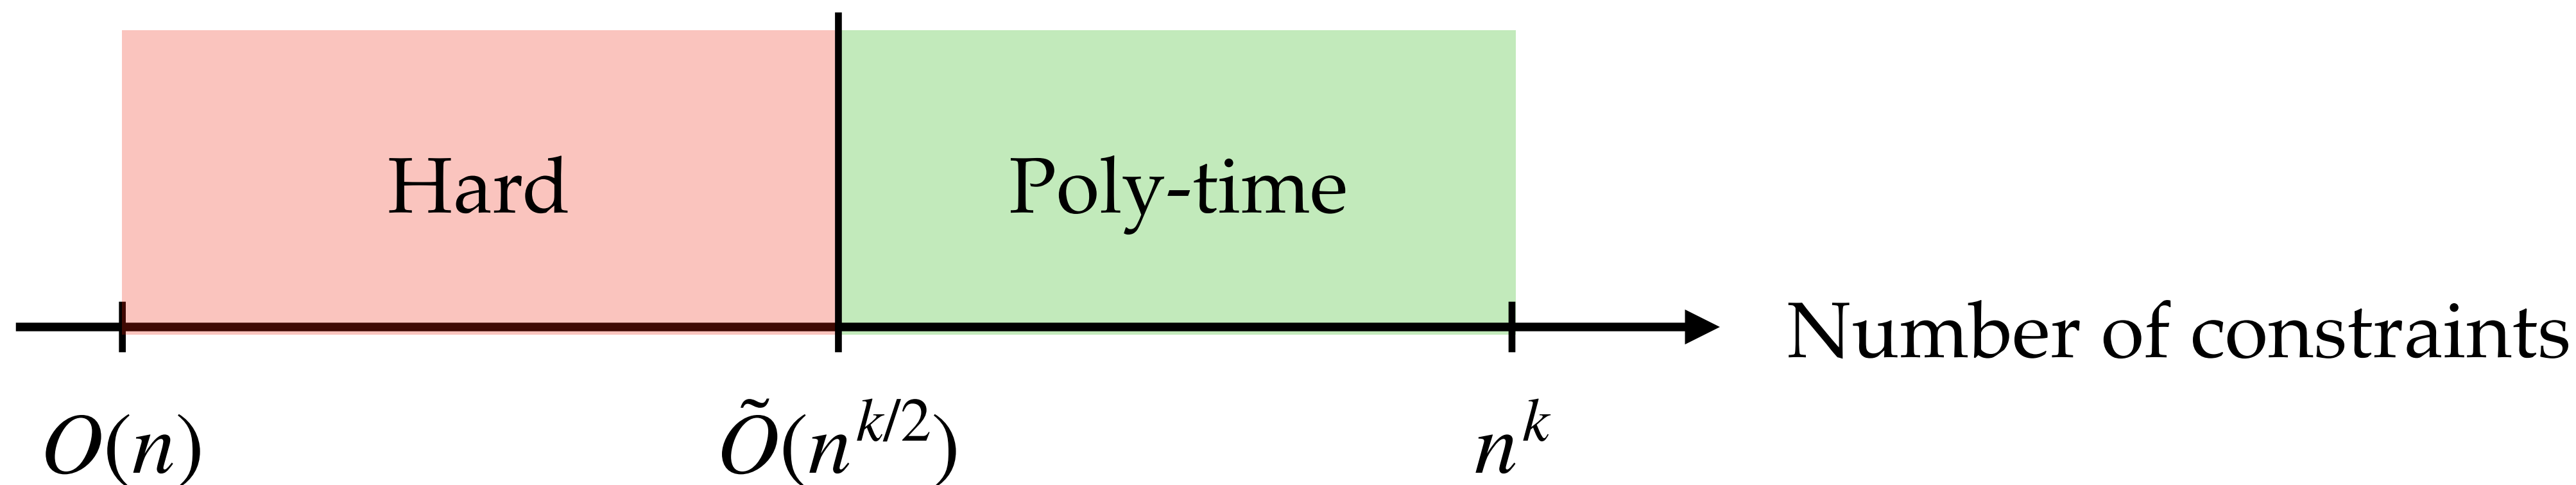 Hard
Poly-time
Number of constraints
O(n)
Õ(n^{k/2})
n^k